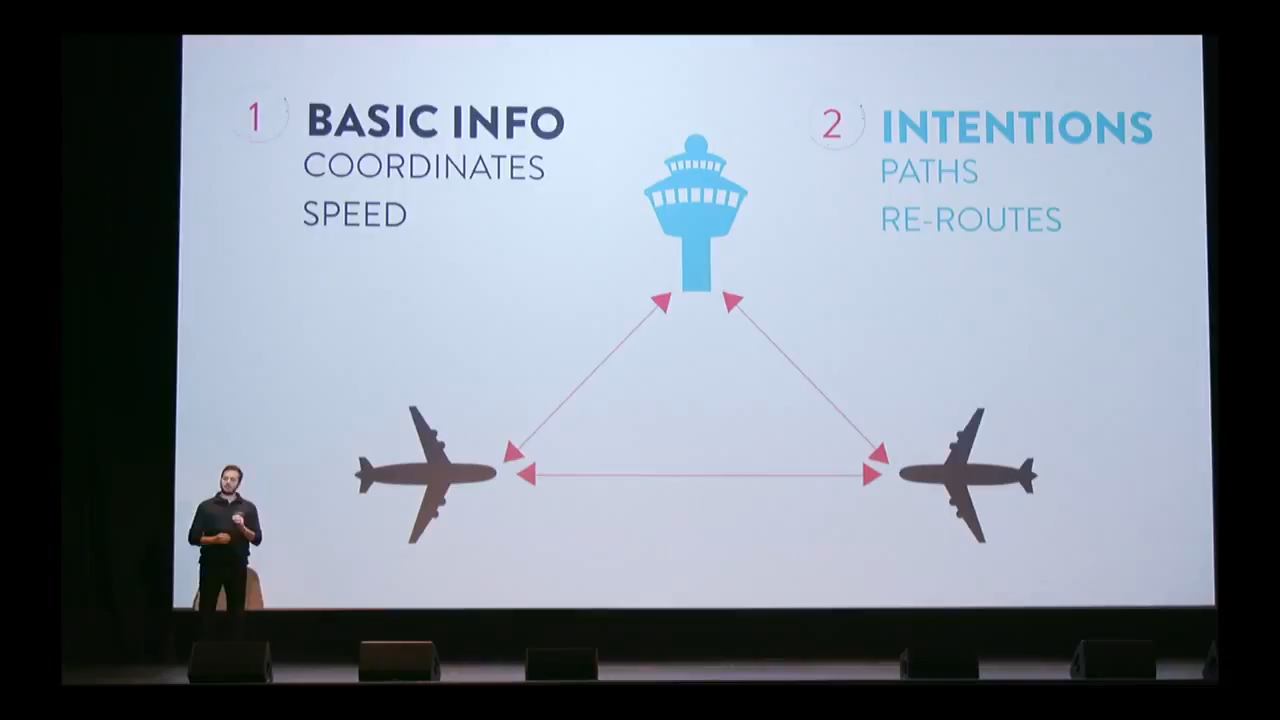 1 BASIC INFO
COORDINATES
SPEED
2 INTENTIONS
PATHS
RE-ROUTES